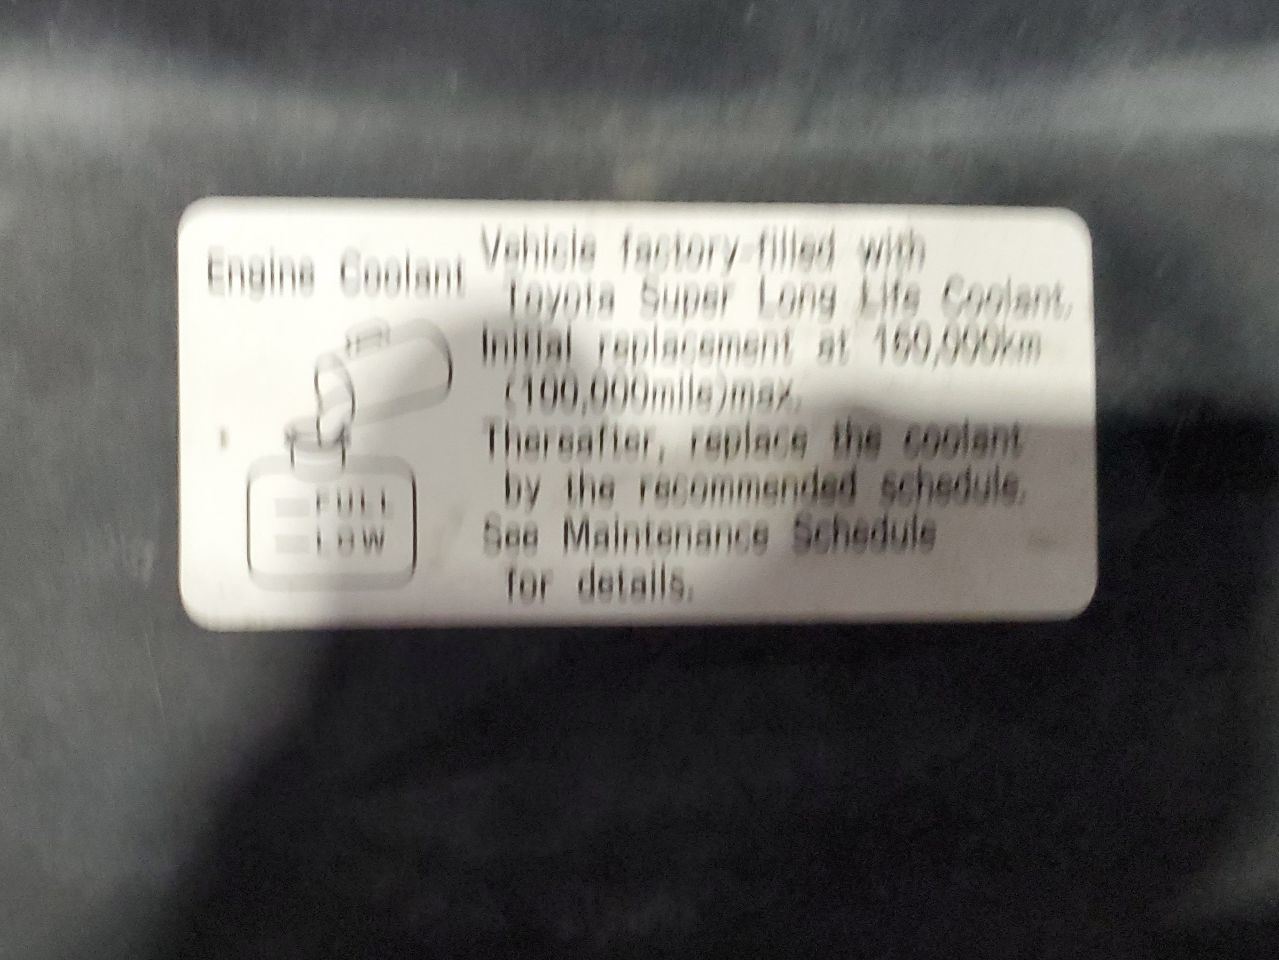 Engine Coolant
FULL
LOW
Vehicle factory-filled with
Toyota Super Long Life Coolant.
Initial replacement at 160,000km
(100,000mile)max.
Thereafter, replace the coolant
by the recommended schedule.
See Maintenance Schedule
for details.